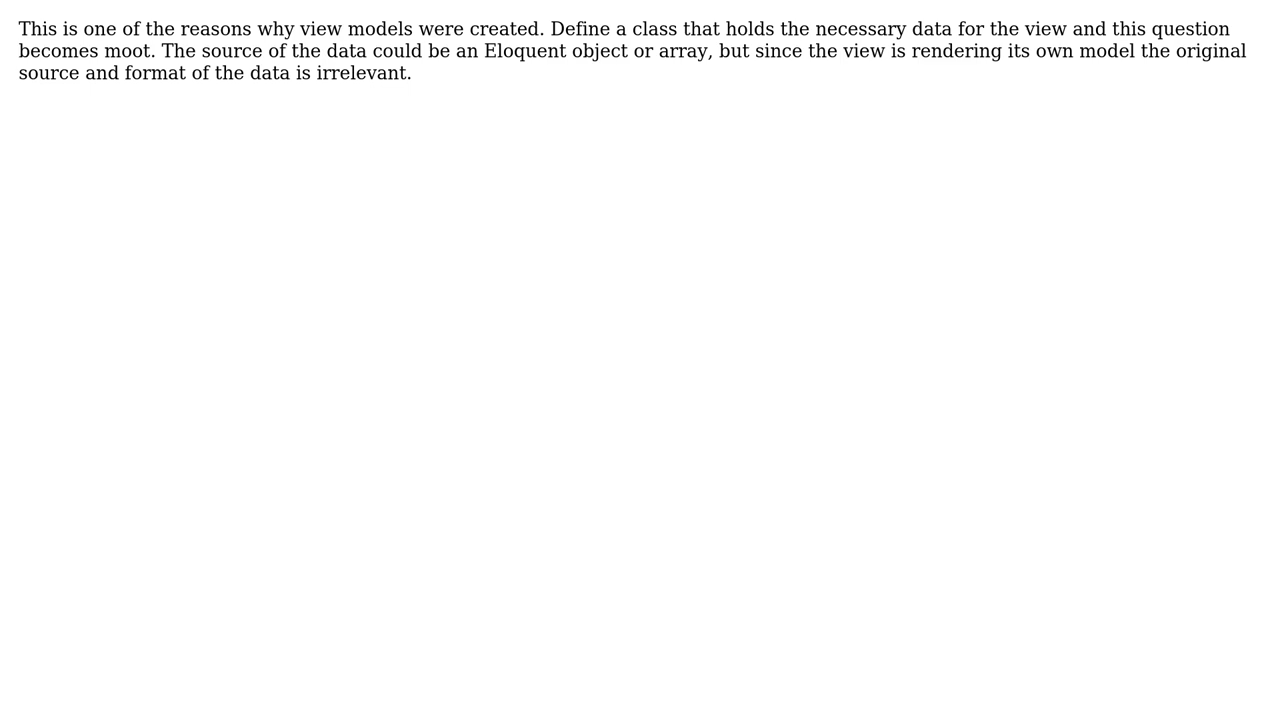 This is one of the reasons why view models were created. Define a class that holds the necessary data for the view and this question
becomes moot. The source of the data could be an Eloquent object or array, but since the view is rendering its own model the original
source and format of the data is irrelevant.